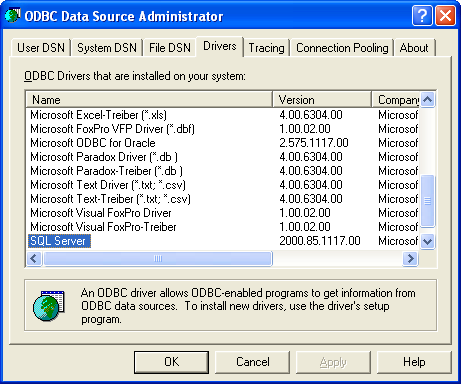 ODBC Data Source Administrator
User DSN System DSN File DSN Drivers Tracing Connection Pooling About
ODBC Drivers that are installed on your system:
Name Version Company
Microsoft Excel-Treiber (*.xls) 4.00.6304.00 Microsof
Microsoft FoxPro VFP Driver (*.dbf) 1.00.02.00 Microsof
Microsoft ODBC for Oracle 2.575.1117.00 Microsof
Microsoft Paradox Driver (*.db ) 4.00.6304.00 Microsof
Microsoft Paradox-Treiber (*.db ) 4.00.6304.00 Microsof
Microsoft Text Driver (*.txt; *.csv) 4.00.6304.00 Microsof
Microsoft Text-Treiber (*.txt; *.csv) 4.00.6304.00 Microsof
Microsoft Visual FoxPro Driver 1.00.02.00 Microsof
Microsoft Visual FoxPro-Treiber 1.00.02.00 Microsof
SQL Server 2000.85.1117.00 Microsof
An ODBC driver allows ODBC-enabled programs to get information from
ODBC data sources. To install new drivers, use the driver's setup
program.
OK Cancel Apply Help